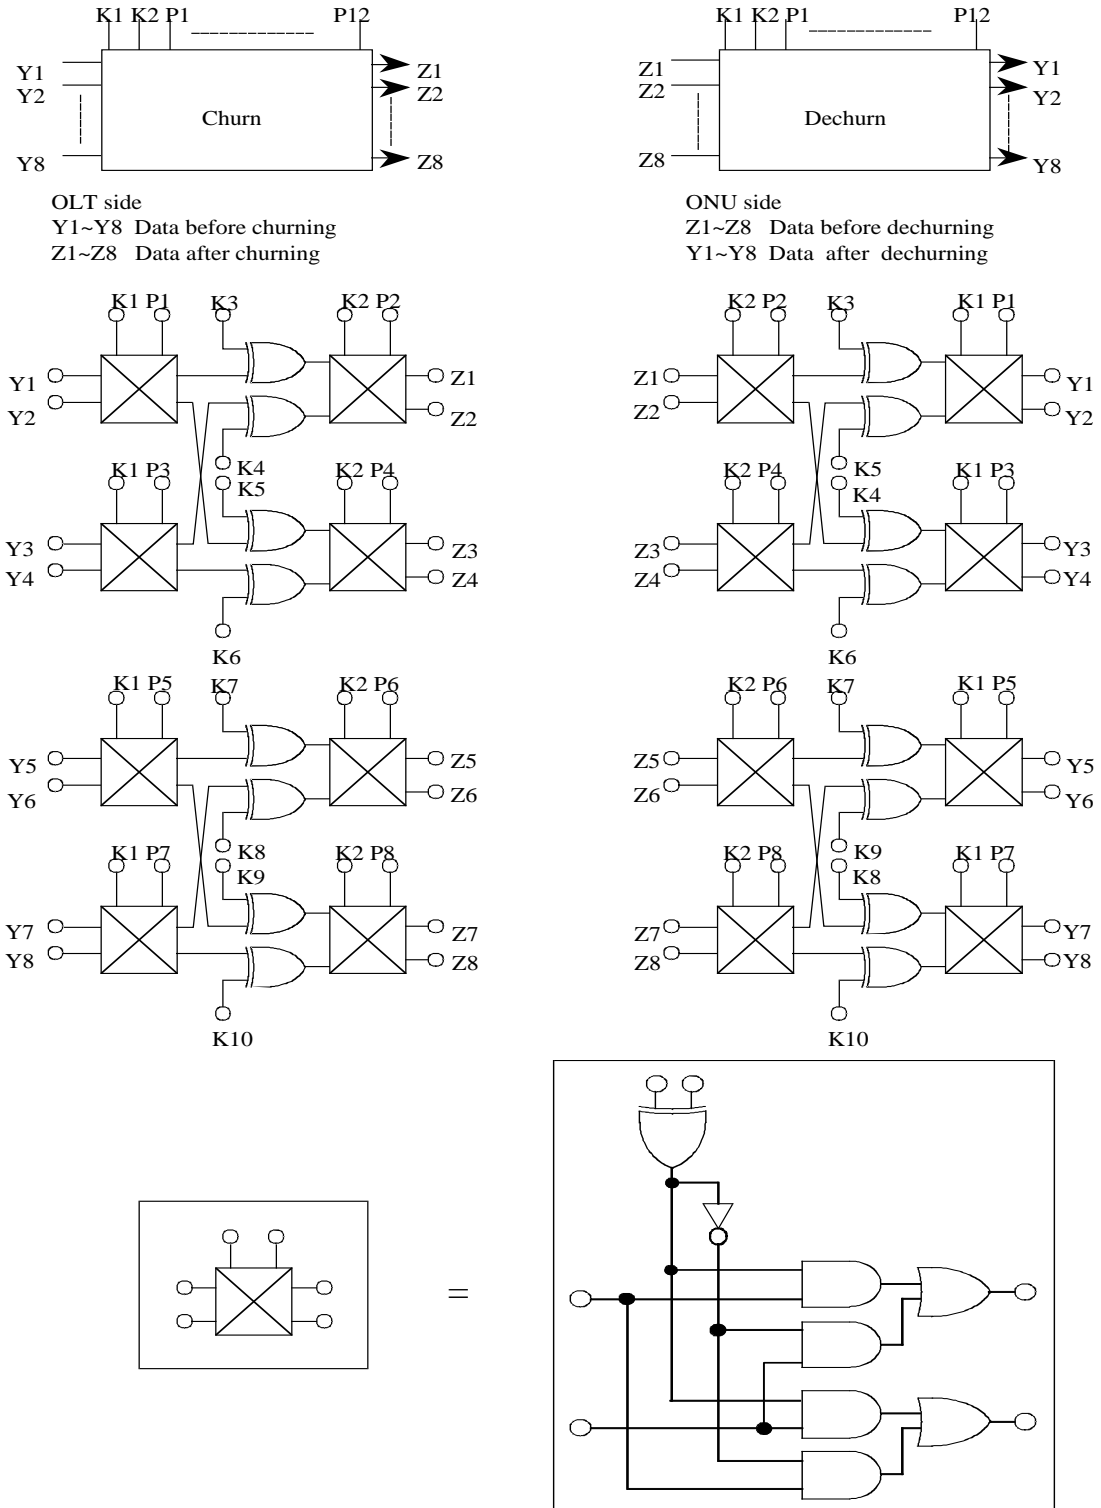 K1 K2 P1 P12 K1 K2 P1 P12
Y1 Z1 Z1 Y1
Y2 Z2 Z2 Y2
Churn Dechurn
Y8 Z8 Z8 Y8
OLT side
Y1~Y8 Data before churning
Z1~Z8 Data after churning
ONU side
Z1~Z8 Data before dechurning
Y1~Y8 Data after dechurning
K1 P1 K3 K2 P2 K2 P2 K3 K1 P1
Y1 Z1 Z1 Y1
Y2 Z2 Z2 Y2
K1 P3 K4 K2 P4 K2 P4 K5 K1 P3
K5 K4
Y3 Z3 Z3 Y3
Y4 Z4 Z4 Y4
K6 K6
K1 P5 K7 K2 P6 K2 P6 K7 K1 P5
Y5 Z5 Z5 Y5
Y6 Z6 Z6 Y6
K1 P7 K8 K2 P8 K2 P8 K9 K1 P7
K9 K8
Y7 Z7 Z7 Y7
Y8 Z8 Z8 Y8
K10 K10
=